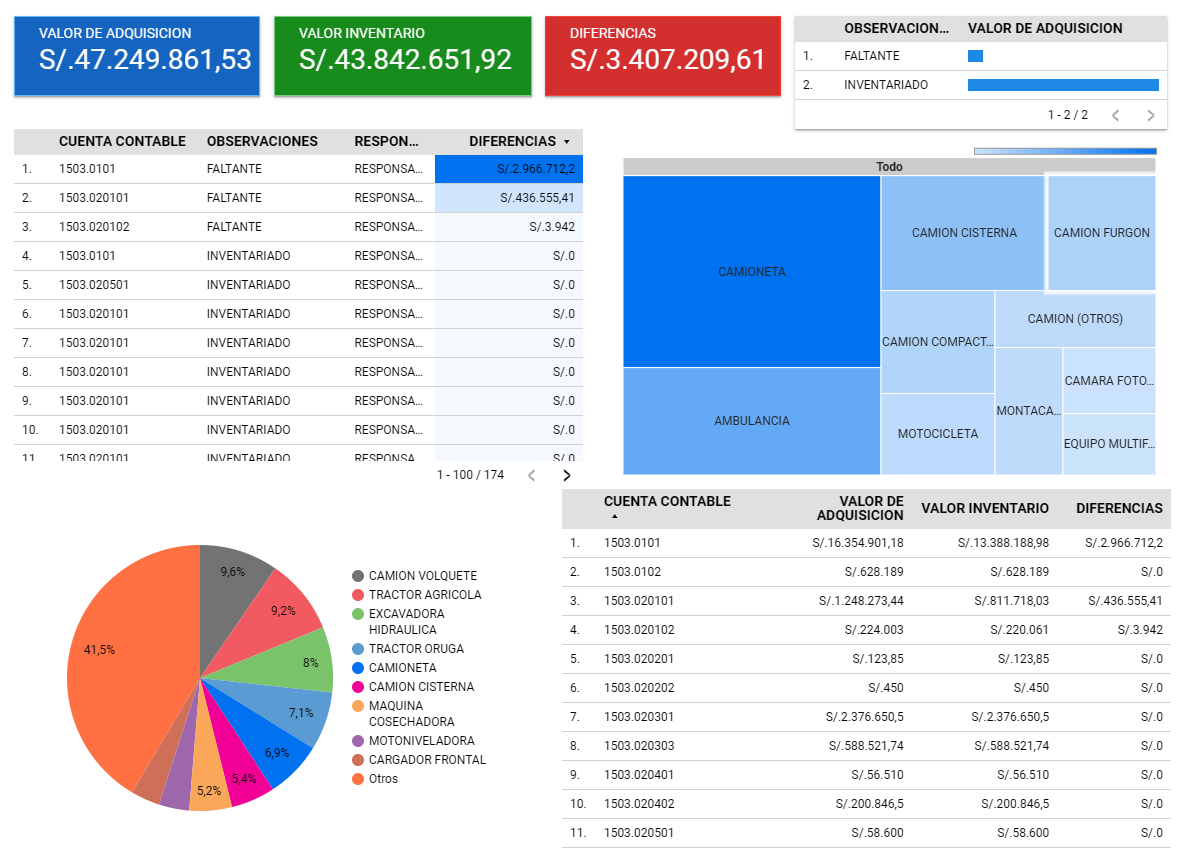 VALOR DE ADQUISICION
S/.47.249.861,53
VALOR INVENTARIO
S/.43.842.651,92
DIFERENCIAS
S/.3.407.209,61
OBSERVACION... VALOR DE ADQUISICION
1. FALTANTE
2. INVENTARIADO
1 - 2 / 2
CUENTA CONTABLE OBSERVACIONES RESPON... DIFERENCIAS
1. 1503.0101 FALTANTE RESPONSA... S/.2.966.712,2
2. 1503.020101 FALTANTE RESPONSA... S/.436.555,41
3. 1503.020102 FALTANTE RESPONSA... S/.3.942
4. 1503.0101 INVENTARIADO RESPONSA... S/.0
5. 1503.020501 INVENTARIADO RESPONSA... S/.0
6. 1503.020101 INVENTARIADO RESPONSA... S/.0
7. 1503.020101 INVENTARIADO RESPONSA... S/.0
8. 1503.020101 INVENTARIADO RESPONSA... S/.0
9. 1503.020101 INVENTARIADO RESPONSA... S/.0
10. 1503.020101 INVENTARIADO RESPONSA... S/.0
11. 1503.020101 INVENTARIADO RESPONSA... S/.0
1 - 100 / 174
Todo
CAMIONETA
AMBULANCIA
CAMION CISTERNA
CAMION FURGON
CAMION COMPACT...
CAMION (OTROS)
MOTOCICLETA
MONTACA...
CAMARA FOTO...
EQUIPO MULTIF...
9,6%
9,2%
8%
7,1%
6,9%
5,4%
5,2%
41,5%
CAMION VOLQUETE
TRACTOR AGRICOLA
EXCAVADORA
HIDRAULICA
TRACTOR ORUGA
CAMIONETA
CAMION CISTERNA
MAQUINA
COSECHADORA
MOTONIVELADORA
CARGADOR FRONTAL
Otros
CUENTA CONTABLE VALOR DE
ADQUISICION VALOR INVENTARIO DIFERENCIAS
1. 1503.0101 S/.16.354.901,18 S/.13.388.188,98 S/.2.966.712,2
2. 1503.0102 S/.628.189 S/.628.189 S/.0
3. 1503.020101 S/.1.248.273,44 S/.811.718,03 S/.436.555,41
4. 1503.020102 S/.224.003 S/.220.061 S/.3.942
5. 1503.020201 S/.123,85 S/.123,85 S/.0
6. 1503.020202 S/.450 S/.450 S/.0
7. 1503.020301 S/.2.376.650,5 S/.2.376.650,5 S/.0
8. 1503.020303 S/.588.521,74 S/.588.521,74 S/.0
9. 1503.020401 S/.56.510 S/.56.510 S/.0
10. 1503.020402 S/.200.846,5 S/.200.846,5 S/.0
11. 1503.020501 S/.58.600 S/.58.600 S/.0